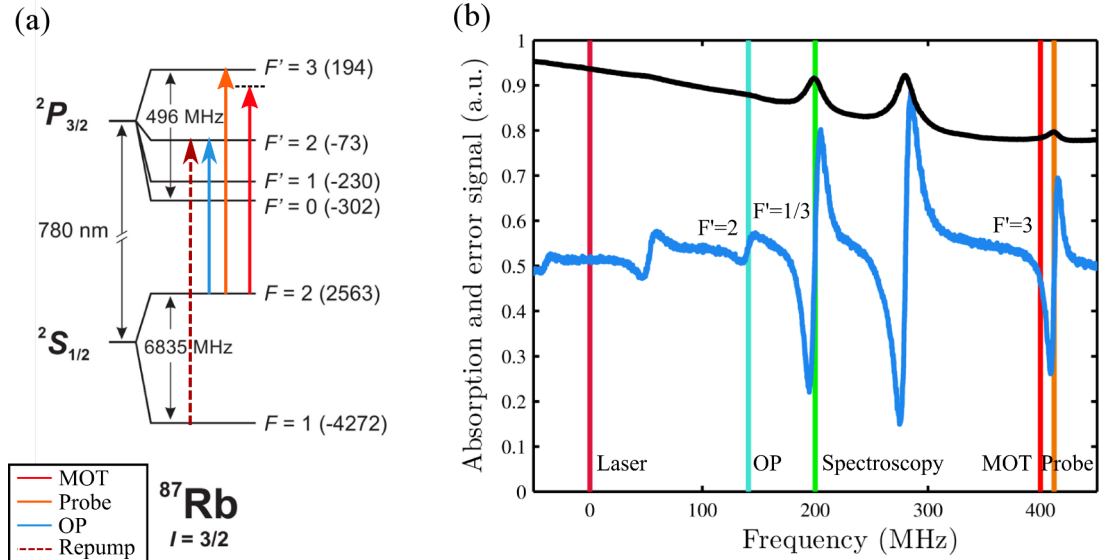 (a)
F' = 3 (194)
496 MHz
²P₃/₂
F' = 2 (-73)
F' = 1 (-230)
F' = 0 (-302)
780 nm
F = 2 (2563)
²S₁/₂
6835 MHz
F = 1 (-4272)
MOT
Probe
OP
Repump
⁸⁷Rb
I = 3/2
(b)
Absorption and error signal (a.u.)
1
0.9
0.8
0.7
0.6
0.5
0.4
0.3
0.2
0.1
0
F'=2
F'=1/3
F'=3
Laser
OP
Spectroscopy
MOT
Probe
0
100
200
300
400
Frequency (MHz)